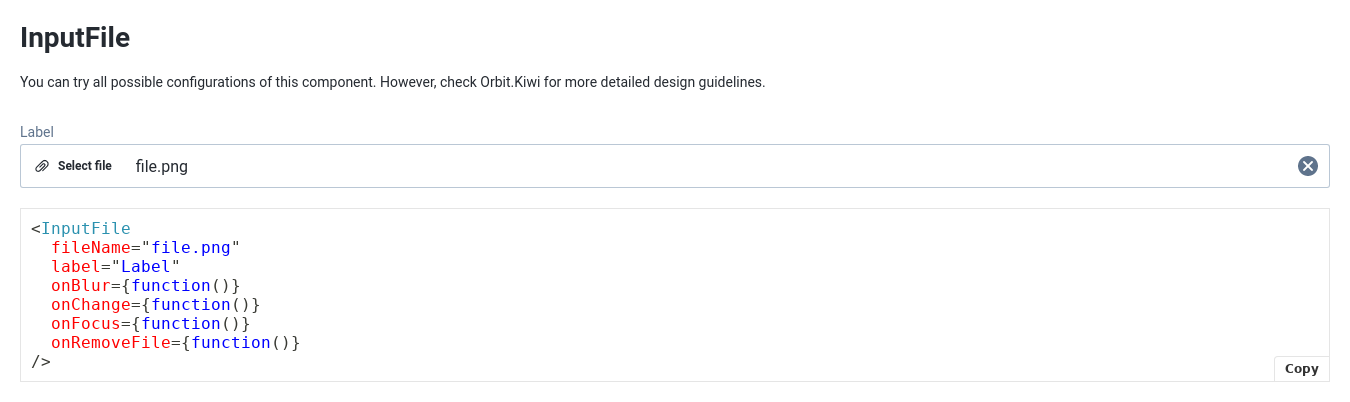 InputFile
You can try all possible configurations of this component. However, check Orbit.Kiwi for more detailed design guidelines.
Label
Select file file.png
<InputFile
  fileName="file.png"
  label="Label"
  onBlur={function()}
  onChange={function()}
  onFocus={function()}
  onRemoveFile={function()}
/>
Copy